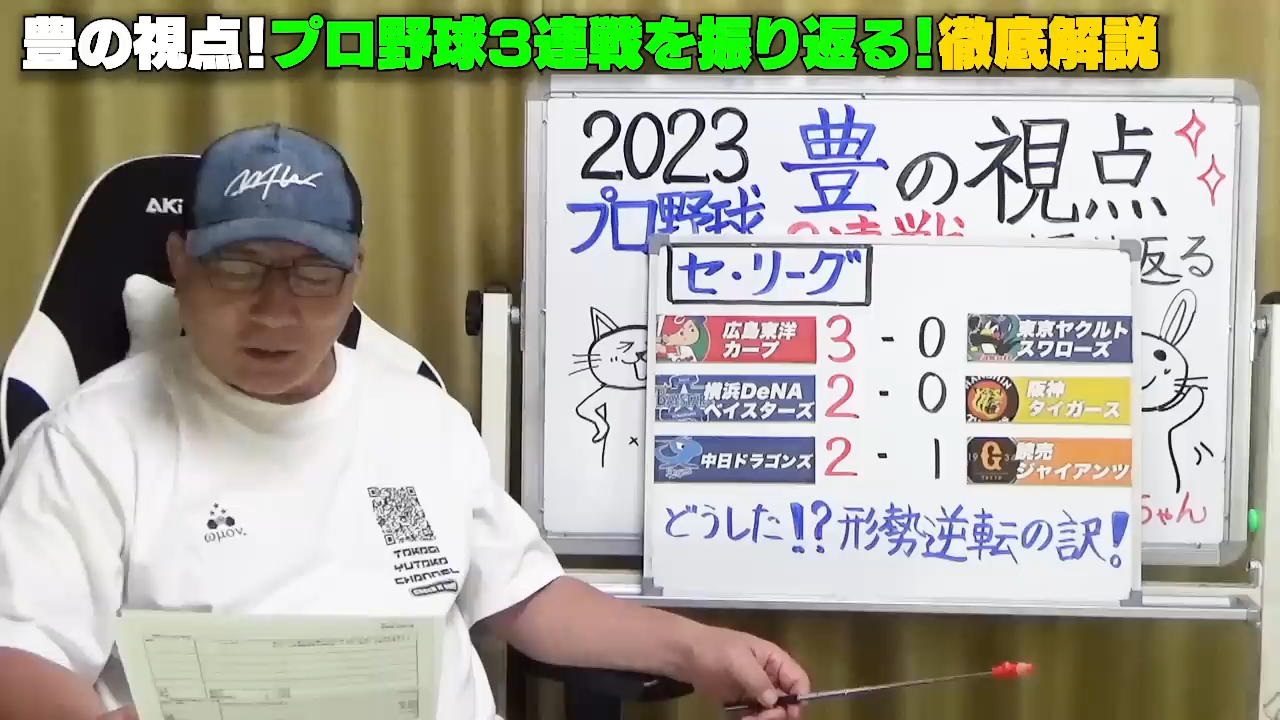 豊の視点!プロ野球3連戦を振り返る!徹底解説
2023 豊の視点
プロ野球
返る
セ・リーグ
広島東洋
カープ
3 - 0
東京ヤクルト
スワローズ
横浜DeNA
ベイスターズ
2 - 0
阪神
タイガース
中日ドラゴンズ
2 - 1
読売
ジャイアンツ
どうした!!?形勢逆転の訳!
ちゃん
AKi
ωμον.
TOKOGI
YUTOKO
CHANNEL